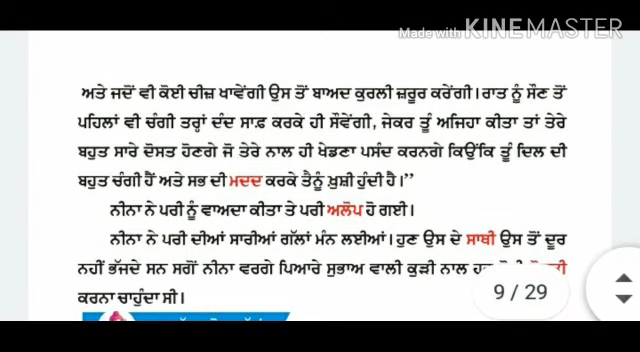 Made with KINEMASTER
ਅਤੇ ਜਦੋਂ ਵੀ ਕੋਈ ਚੀਜ਼ ਖਾਵੇਂਗੀ ਉਸ ਤੋਂ ਬਾਅਦ ਕੁਰਲੀ ਜ਼ਰੂਰ ਕਰੇਂਗੀ। ਰਾਤ ਨੂੰ ਸੌਣ ਤੋਂ
ਪਹਿਲਾਂ ਵੀ ਚੰਗੀ ਤਰ੍ਹਾਂ ਦੰਦ ਸਾਫ਼ ਕਰਕੇ ਹੀ ਸੌਵੇਂਗੀ, ਜੇਕਰ ਤੂੰ ਅਜਿਹਾ ਕੀਤਾ ਤਾਂ ਤੇਰੇ
ਬਹੁਤ ਸਾਰੇ ਦੋਸਤ ਹੋਣਗੇ ਜੋ ਤੇਰੇ ਨਾਲ ਹੀ ਖੇਡਣਾ ਪਸੰਦ ਕਰਨਗੇ ਕਿਉਂਕਿ ਤੂੰ ਦਿਲ ਦੀ
ਬਹੁਤ ਚੰਗੀ ਹੈਂ ਅਤੇ ਸਭ ਦੀ ਮਦਦ ਕਰਕੇ ਤੈਨੂੰ ਖ਼ੁਸ਼ੀ ਹੁੰਦੀ ਹੈ।”
ਨੀਨਾ ਨੇ ਪਰੀ ਨੂੰ ਵਾਅਦਾ ਕੀਤਾ ਤੇ ਪਰੀ ਅਲੋਪ ਹੋ ਗਈ।
ਨੀਨਾ ਨੇ ਪਰੀ ਦੀਆਂ ਸਾਰੀਆਂ ਗੱਲਾਂ ਮੰਨ ਲਈਆਂ। ਹੁਣ ਉਸ ਦੇ ਸਾਥੀ ਉਸ ਤੋਂ ਦੂਰ
ਨਹੀਂ ਭੱਜਦੇ ਸਨ ਸਗੋਂ ਨੀਨਾ ਵਰਗੇ ਪਿਆਰੇ ਸੁਭਾਅ ਵਾਲੀ ਕੁੜੀ ਨਾਲ
ਕਰਨਾ ਚਾਹੁੰਦਾ ਸੀ।
9 / 29